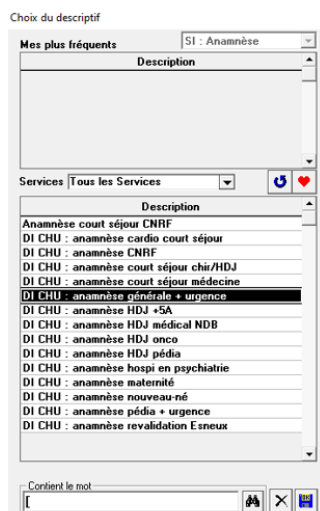 Choix du descriptif
Mes plus fréquents
SI : Anamnèse
Description
Services
Tous les Services
Description
Anamnèse court séjour CNRF
DI CHU : anamnèse cardio court séjour
DI CHU : anamnèse CNRF
DI CHU : anamnèse court séjour chir/HDJ
DI CHU : anamnèse court séjour médecine
DI CHU : anamnèse générale + urgence
DI CHU : anamnèse HDJ +5A
DI CHU : anamnèse HDJ médical NDB
DI CHU : anamnèse HDJ onco
DI CHU : anamnèse HDJ pédia
DI CHU : anamnèse hospi en psychiatrie
DI CHU : anamnèse maternité
DI CHU : anamnèse nouveau-né
DI CHU : anamnèse pédia + urgence
DI CHU : anamnèse revalidation Esneux
Contient le mot
[